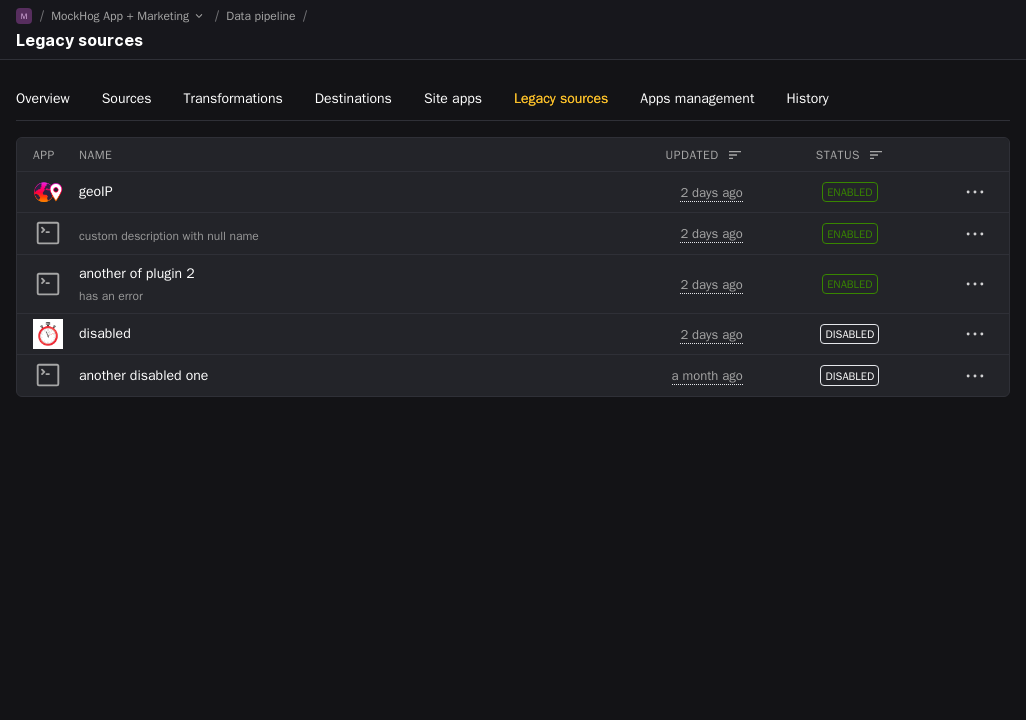 M / MockHog App + Marketing / Data pipeline /
Legacy sources
Overview Sources Transformations Destinations Site apps Legacy sources Apps management History
APP NAME UPDATED STATUS
geoIP 2 days ago ENABLED
custom description with null name 2 days ago ENABLED
another of plugin 2
has an error 2 days ago ENABLED
disabled 2 days ago DISABLED
another disabled one a month ago DISABLED